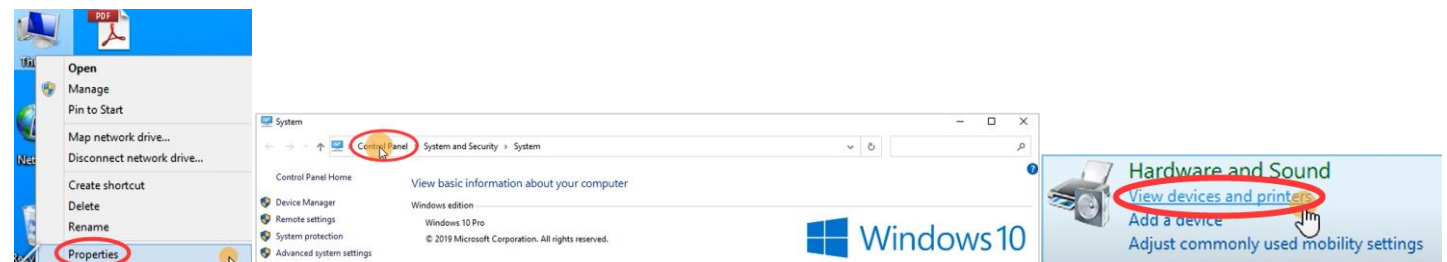 PDF
Open
Manage
Pin to Start
Map network drive...
Disconnect network drive...
Create shortcut
Delete
Rename
Properties
System
Control Panel › System and Security › System
Control Panel Home
Device Manager
Remote settings
System protection
Advanced system settings
View basic information about your computer
Windows edition
Windows 10 Pro
© 2019 Microsoft Corporation. All rights reserved.
Windows 10
Hardware and Sound
View devices and printers
Add a device
Adjust commonly used mobility settings